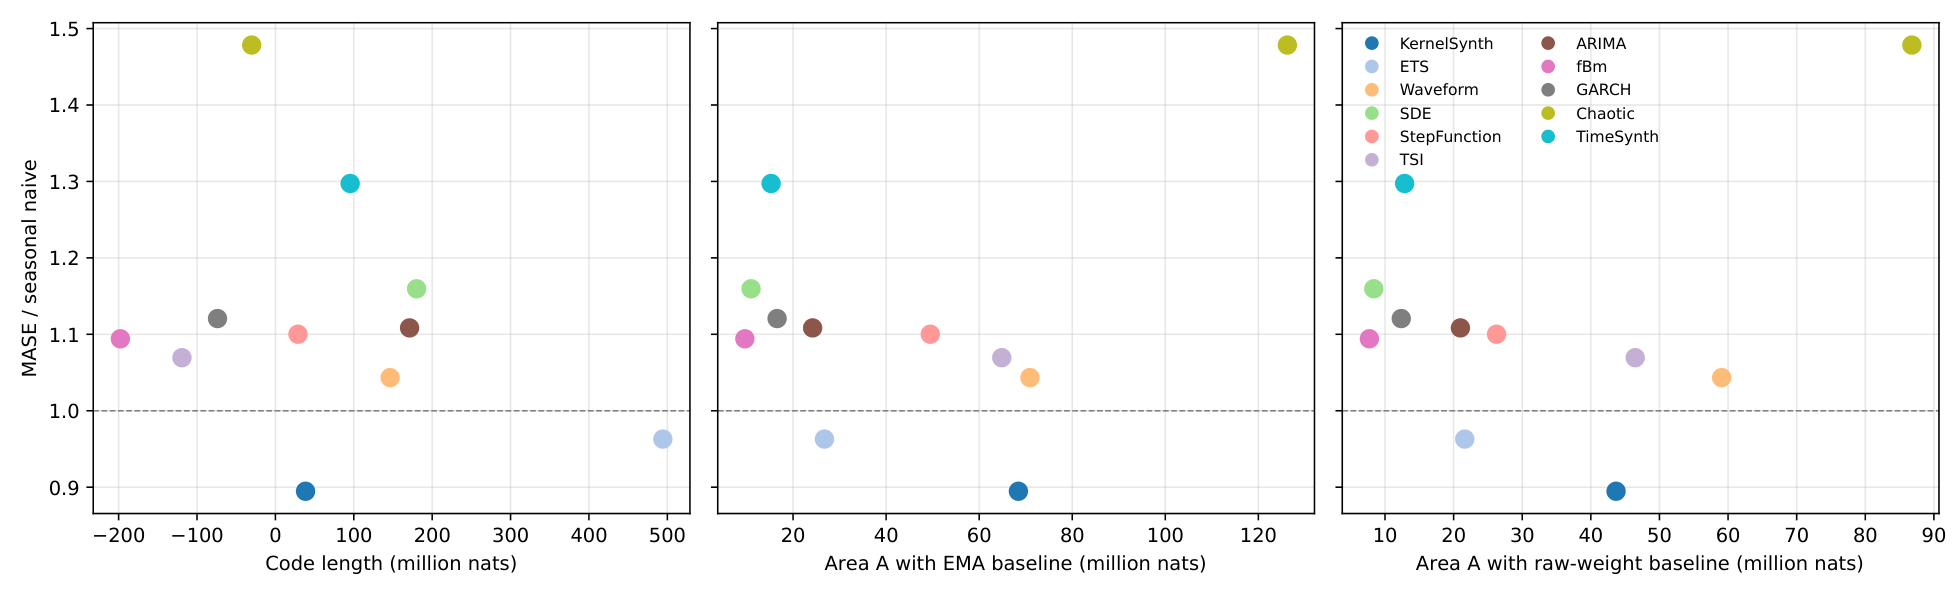 MASE / seasonal naive
1.5
1.4
1.3
1.2
1.1
1.0
0.9
−200 −100 0 100 200 300 400 500
Code length (million nats)
20 40 60 80 100 120
Area A with EMA baseline (million nats)
KernelSynth
ETS
Waveform
SDE
StepFunction
TSI
ARIMA
fBm
GARCH
Chaotic
TimeSynth
10 20 30 40 50 60 70 80 90
Area A with raw-weight baseline (million nats)